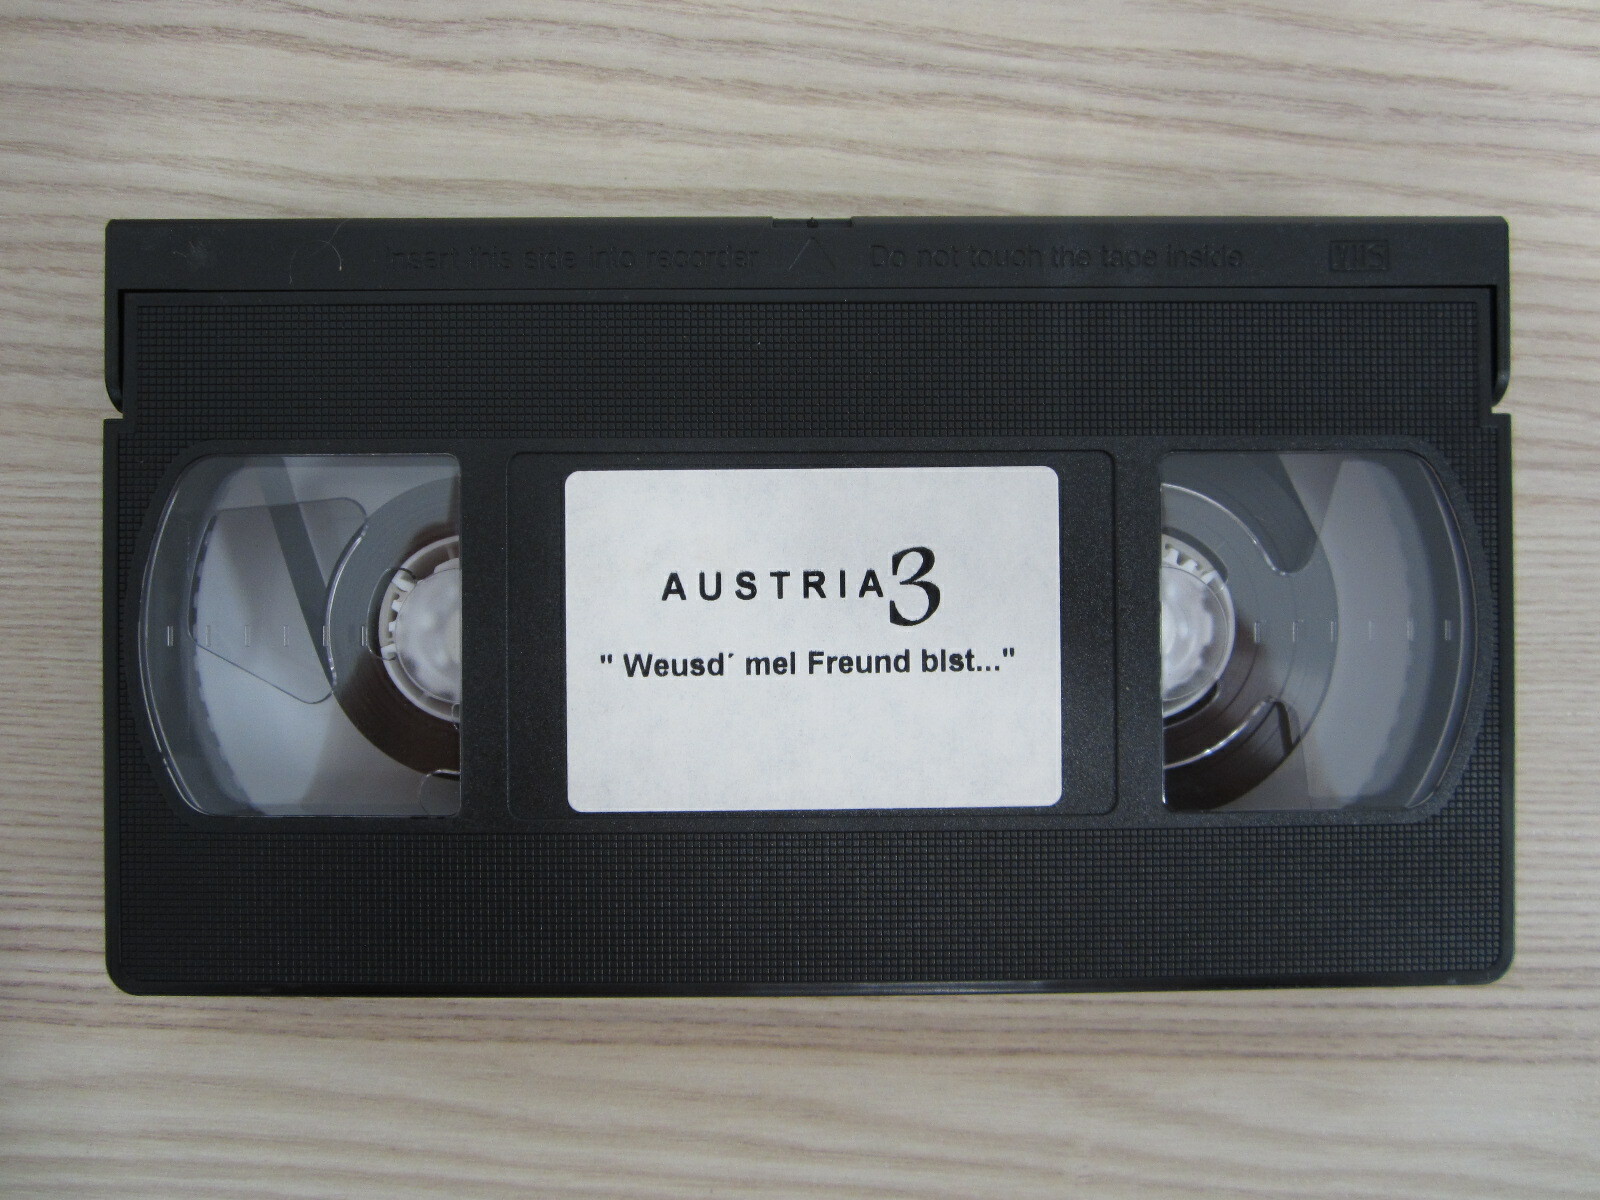 Insert this side into recorder Do not touch the tape inside VHS
AUSTRIA3
" Weusd´ mei Freund bist..."